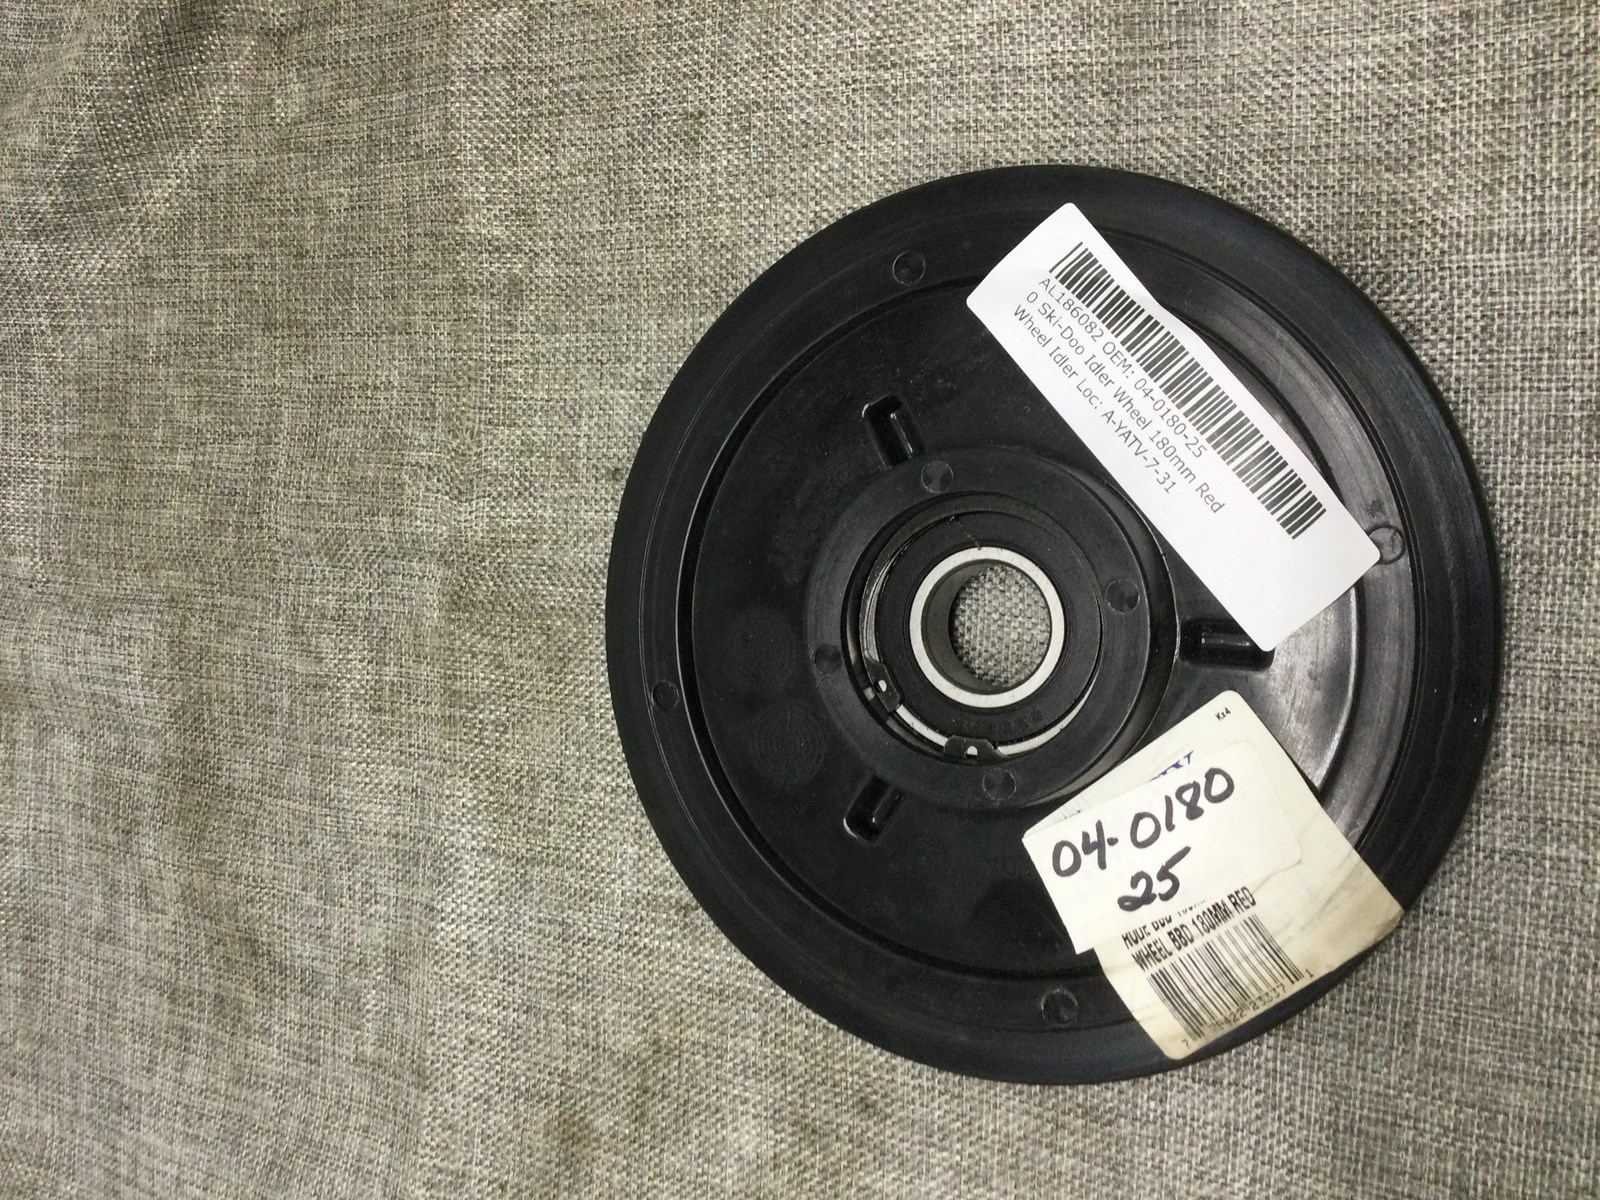 AL186082 OEM: 04-0180-25
0 Ski-Doo Idler Wheel 180mm Red
Wheel Idler Loc: A-YATV-7-31
Kx4
04-0180
25
WHEEL BBD 180MM RED